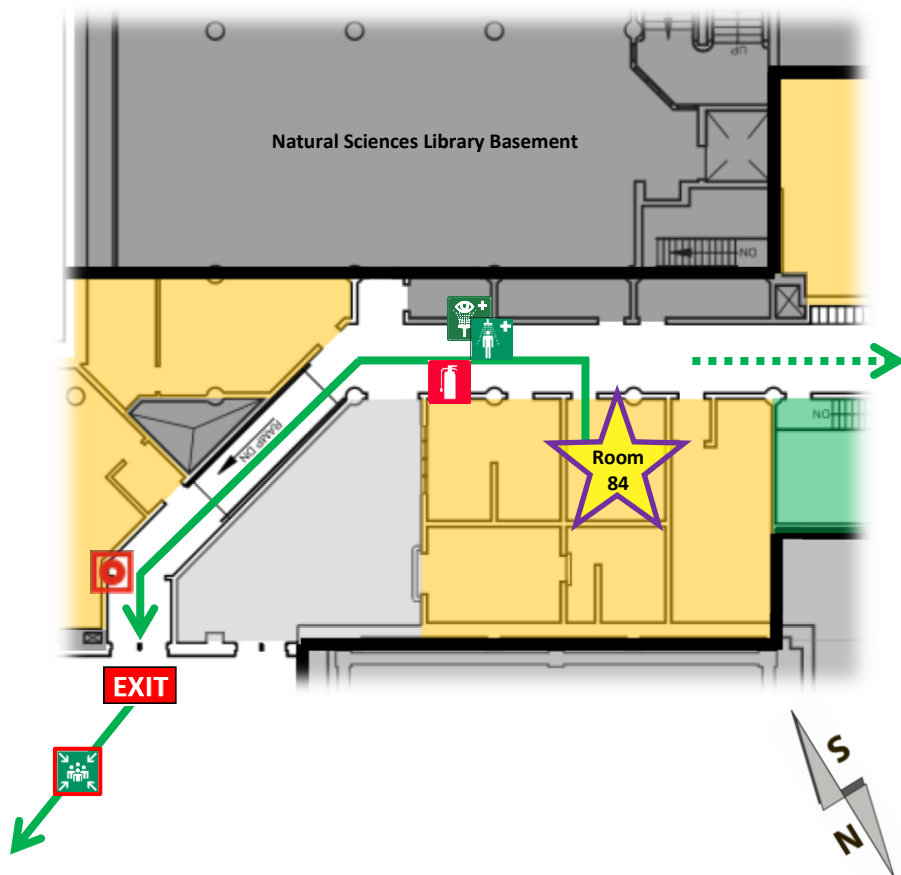 UP
Natural Sciences Library Basement
DN
RAMP DN
DN
Room
84
EXIT
S
N